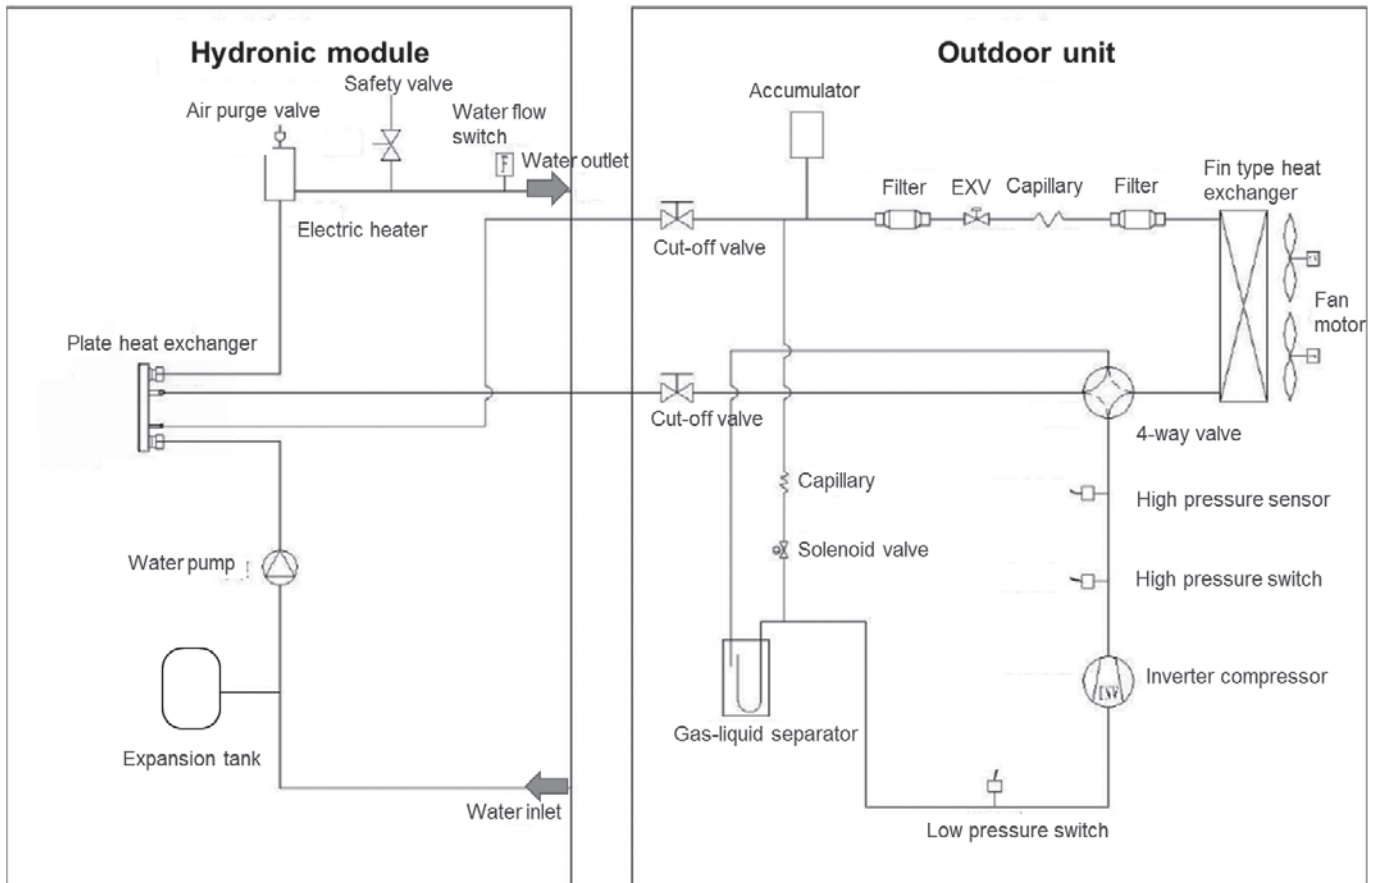 Hydronic module
Safety valve
Air purge valve
Water flow
switch
Water outlet
Electric heater
Plate heat exchanger
Water pump
Expansion tank
Water inlet
Outdoor unit
Accumulator
Filter
EXV
Capillary
Filter
Fin type heat
exchanger
Cut-off valve
Fan
motor
Cut-off valve
4-way valve
Capillary
High pressure sensor
Solenoid valve
High pressure switch
Inverter compressor
INV
Gas-liquid separator
Low pressure switch